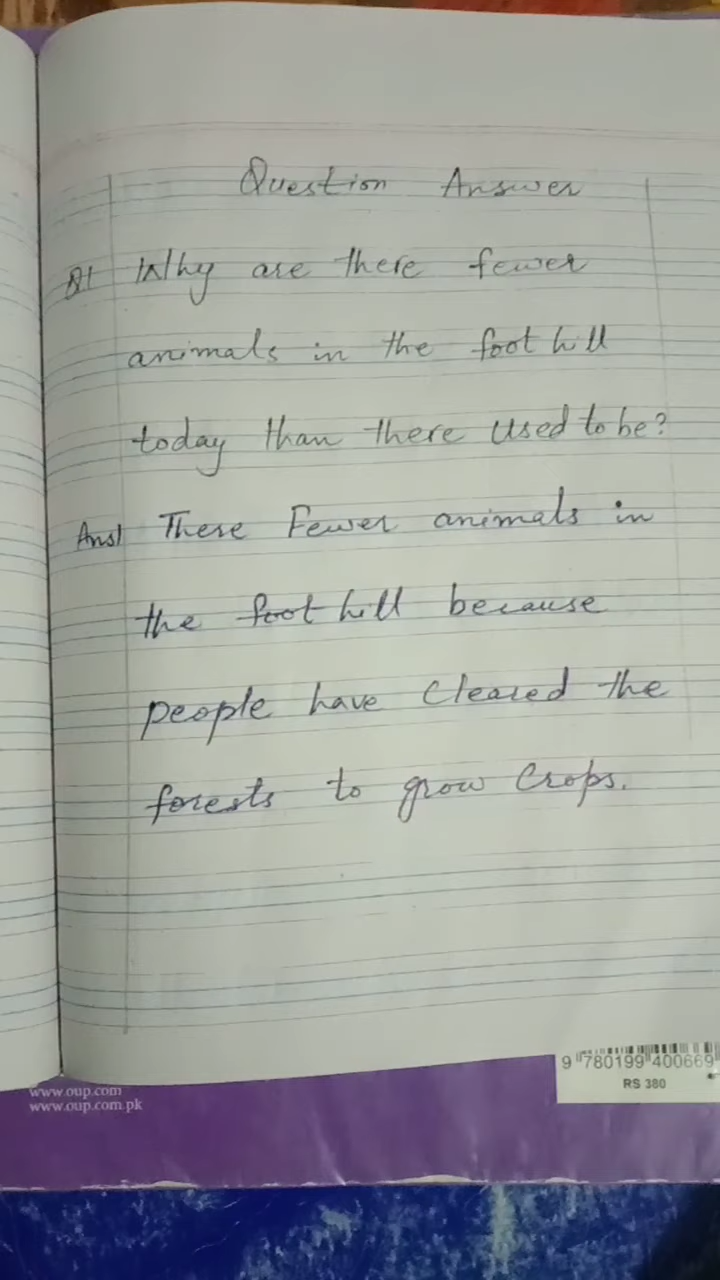 Question Answer
Q1 Why are there fewer
animals in the foot hill
today than there used to be?
Ans1 There Fewer animals in
the foot hill because
people have cleared the
forests to grow crops.
9 780199 400669
RS 380
www.oup.com
www.oup.com.pk